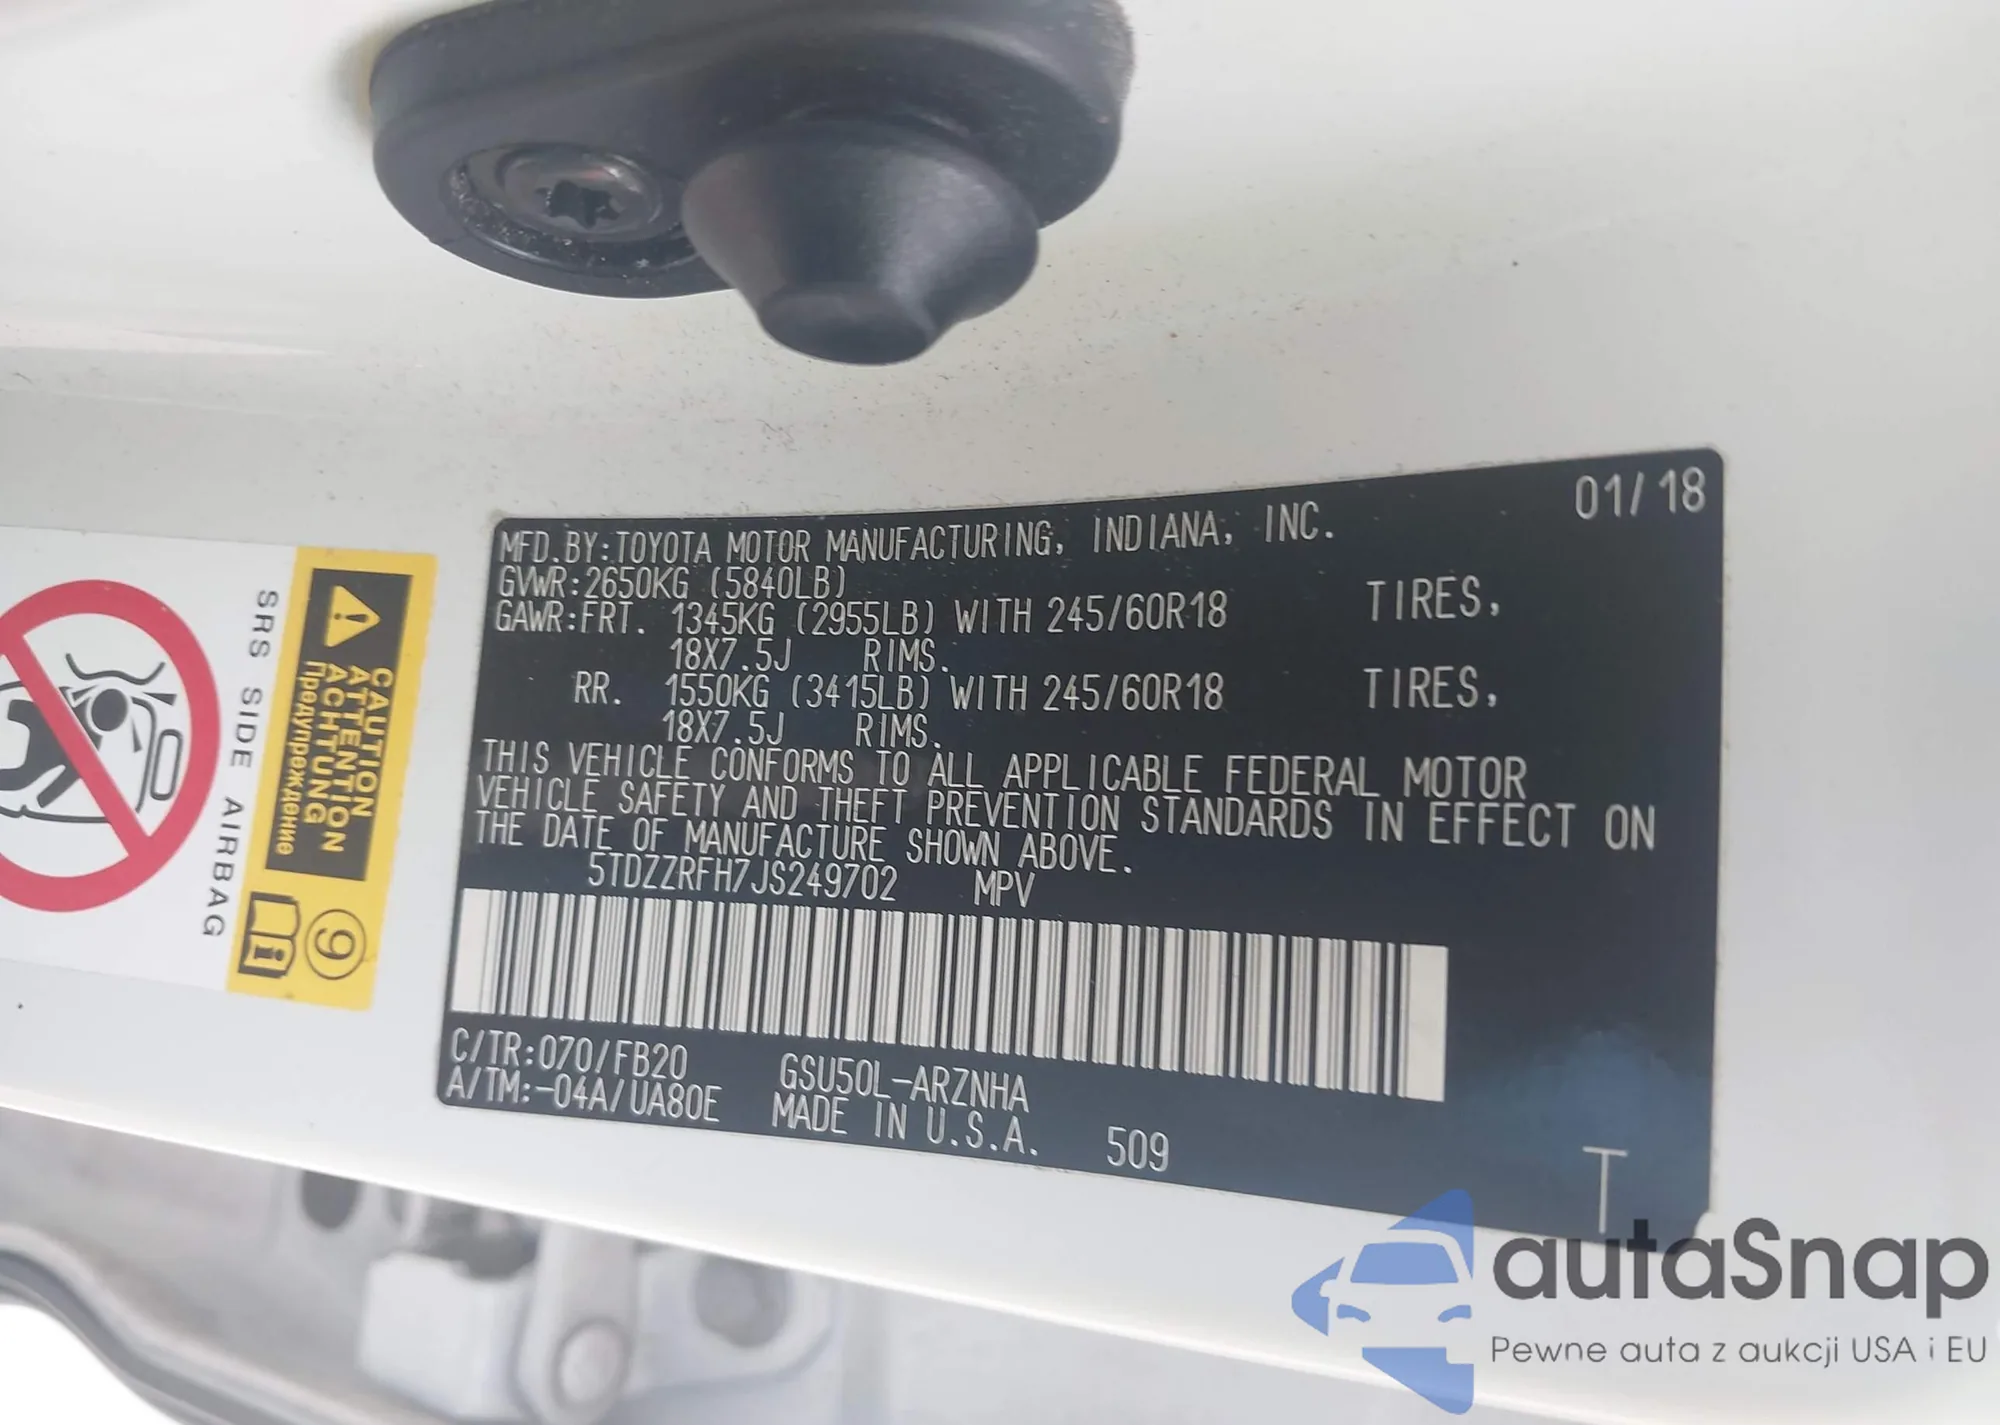 01/18
MFD.BY:TOYOTA MOTOR MANUFACTURING, INDIANA, INC.
GVWR:2650KG (5840LB)
GAWR:FRT. 1345KG (2955LB) WITH 245/60R18 TIRES,
18X7.5J RIMS.
RR. 1550KG (3415LB) WITH 245/60R18 TIRES,
18X7.5J RIMS.
THIS VEHICLE CONFORMS TO ALL APPLICABLE FEDERAL MOTOR
VEHICLE SAFETY AND THEFT PREVENTION STANDARDS IN EFFECT ON
THE DATE OF MANUFACTURE SHOWN ABOVE.
5TDZZRFH7JS249702 MPV
C/TR:070/FB20 GSU50L-ARZNHA
A/TM:-04A/UA80E MADE IN U.S.A. 509
T
CAUTION
ATTENTION
ACHTUNG
Предупреждение
SRS SIDE AIRBAG
9
i
autaSnap
Pewne auta z aukcji USA i EU